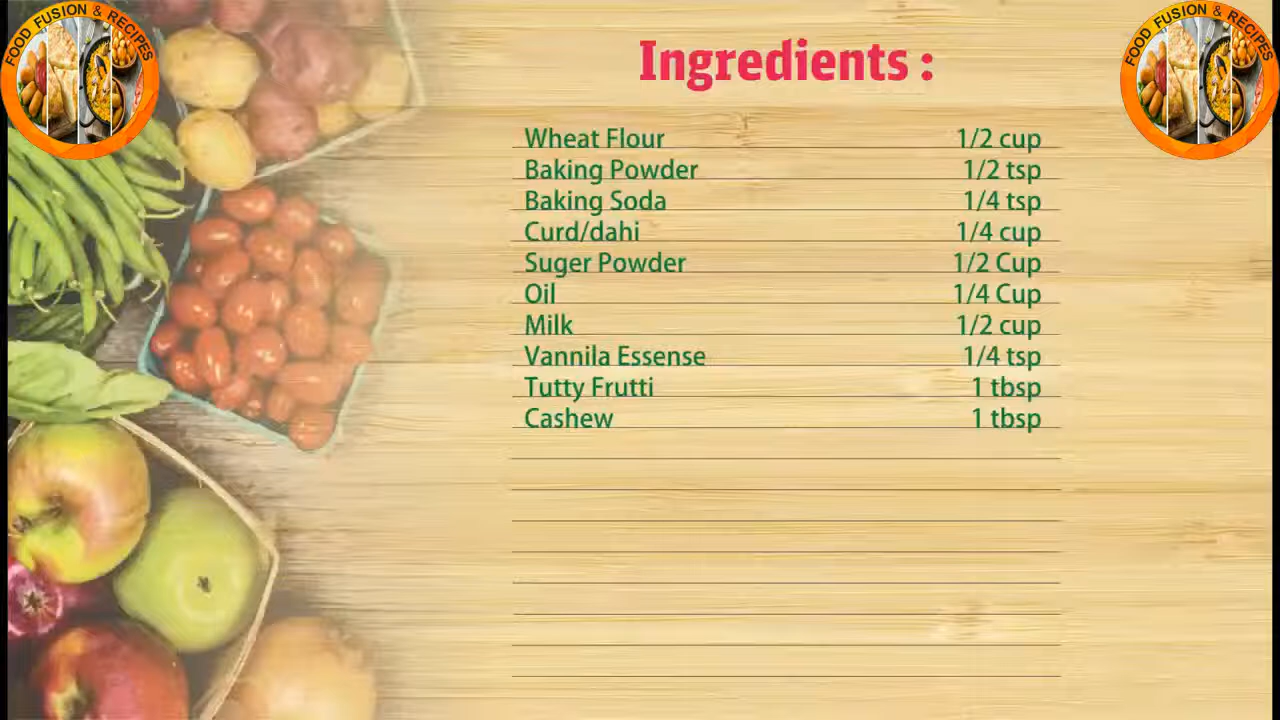 FOOD FUSION & RECIPES
FOOD FUSION & RECIPES
Ingredients :
Wheat Flour 1/2 cup
Baking Powder 1/2 tsp
Baking Soda 1/4 tsp
Curd/dahi 1/4 cup
Suger Powder 1/2 Cup
Oil 1/4 Cup
Milk 1/2 cup
Vannila Essense 1/4 tsp
Tutty Frutti 1 tbsp
Cashew 1 tbsp